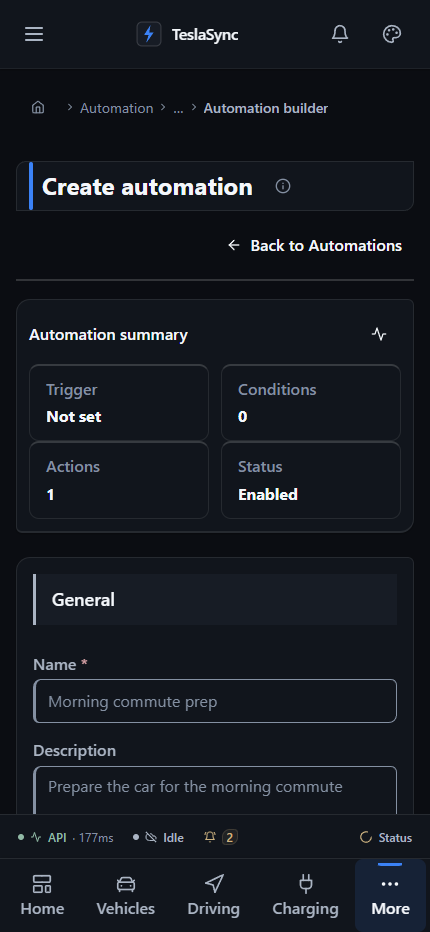 TeslaSync
Automation ... Automation builder
Create automation
Back to Automations
Automation summary
Trigger
Not set
Conditions
0
Actions
1
Status
Enabled
General
Name *
Morning commute prep
Description
Prepare the car for the morning commute
API · 177ms Idle 2 Status
Home Vehicles Driving Charging More